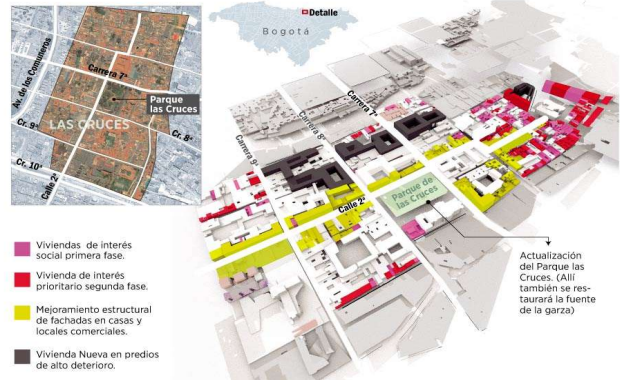 Detalle
Bogotá
Av. de los Comuneros
Carrera 7ª
Parque
las Cruces
LAS CRUCES
Cr. 9ª
Cr. 8ª
Cr. 10ª
Calle 2ª
Carrera 7ª
Carrera 8ª
Carrera 9ª
Calle 2ª
Parque de
las Cruces
Viviendas de interés
social primera fase.
Vivienda de interés
prioritario segunda fase.
Mejoramiento estructural
de fachadas en casas y
locales comerciales.
Vivienda Nueva en predios
de alto deterioro.
Actualización
del Parque las
Cruces. (Allí
también se res-
taurará la fuente
de la garza)